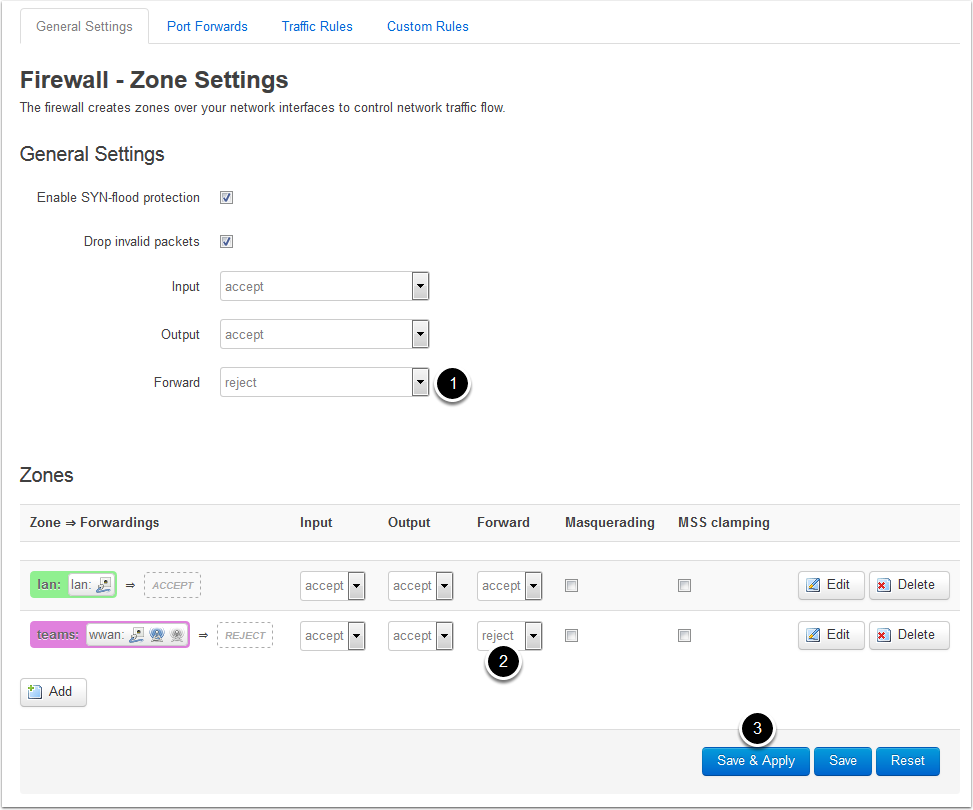 General Settings Port Forwards Traffic Rules Custom Rules
Firewall - Zone Settings
The firewall creates zones over your network interfaces to control network traffic flow.
General Settings
Enable SYN-flood protection
Drop invalid packets
Input accept
Output accept
Forward reject 1
Zones
Zone ⇒ Forwardings Input Output Forward Masquerading MSS clamping
lan: lan: ⇒ ACCEPT accept accept accept Edit Delete
teams: wwan: ⇒ REJECT accept accept reject Edit Delete
2
Add
3
Save & Apply Save Reset